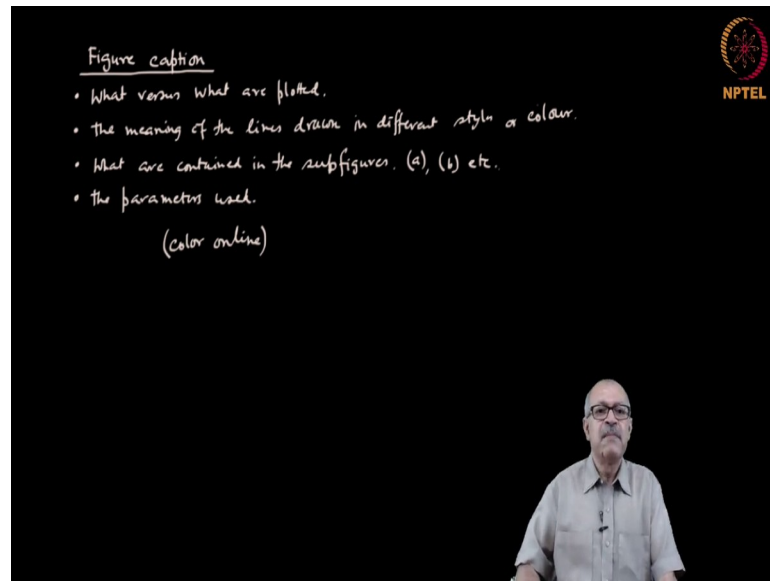 Figure caption
• What versus what are plotted.
• the meaning of the lines drawn in different style or colour.
• What are contained in the subfigures. (a), (b) etc.
• the parameters used.
(color online)
NPTEL